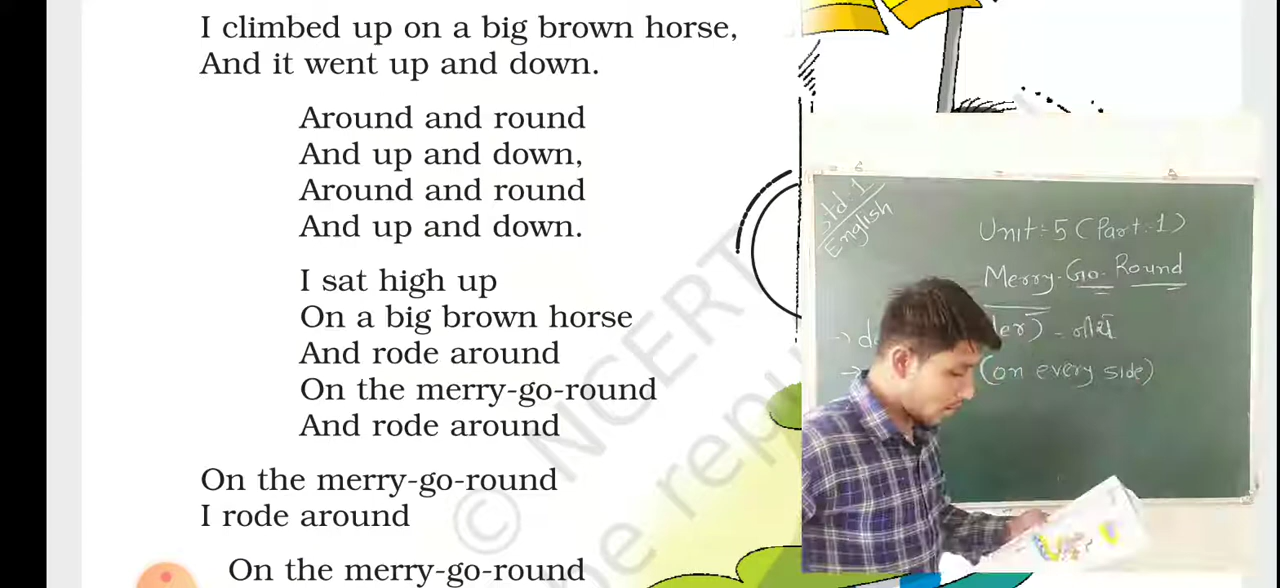 I climbed up on a big brown horse,
And it went up and down.
Around and round
And up and down,
Around and round
And up and down.
I sat high up
On a big brown horse
And rode around
On the merry-go-round
And rode around
On the merry-go-round
I rode around
On the merry-go-round
© NCERT
be repu
Std-1
English
Unit:-5 (Part:-1)
Merry-Go-Round
(on every side)